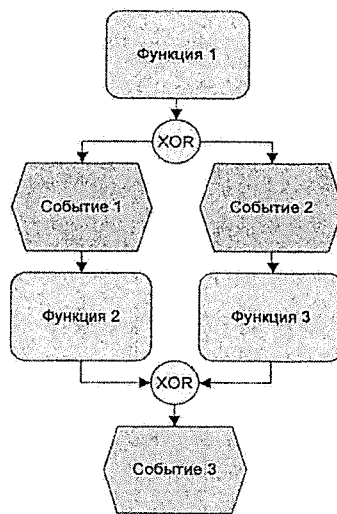 Функция 1
XOR
Событие 1
Событие 2
Функция 2
Функция 3
XOR
Событие 3